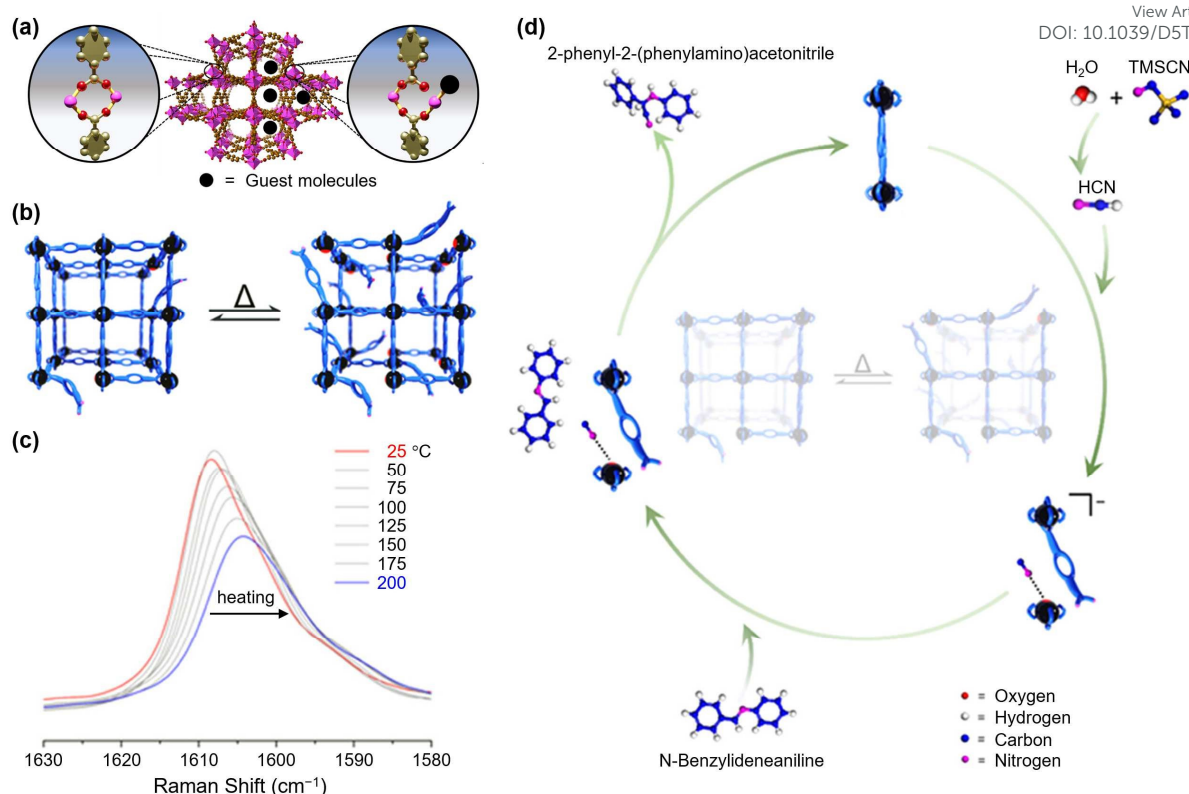 (a)
= Guest molecules
(b)
Δ
(c)
25 °C
50
75
100
125
150
175
200
heating
1630 1620 1610 1600 1590 1580
Raman Shift (cm⁻¹)
(d)
View Art
DOI: 10.1039/D5T
2-phenyl-2-(phenylamino)acetonitrile
H₂O + TMSCN
HCN
Δ
N-Benzylideneaniline
= Oxygen
= Hydrogen
= Carbon
= Nitrogen